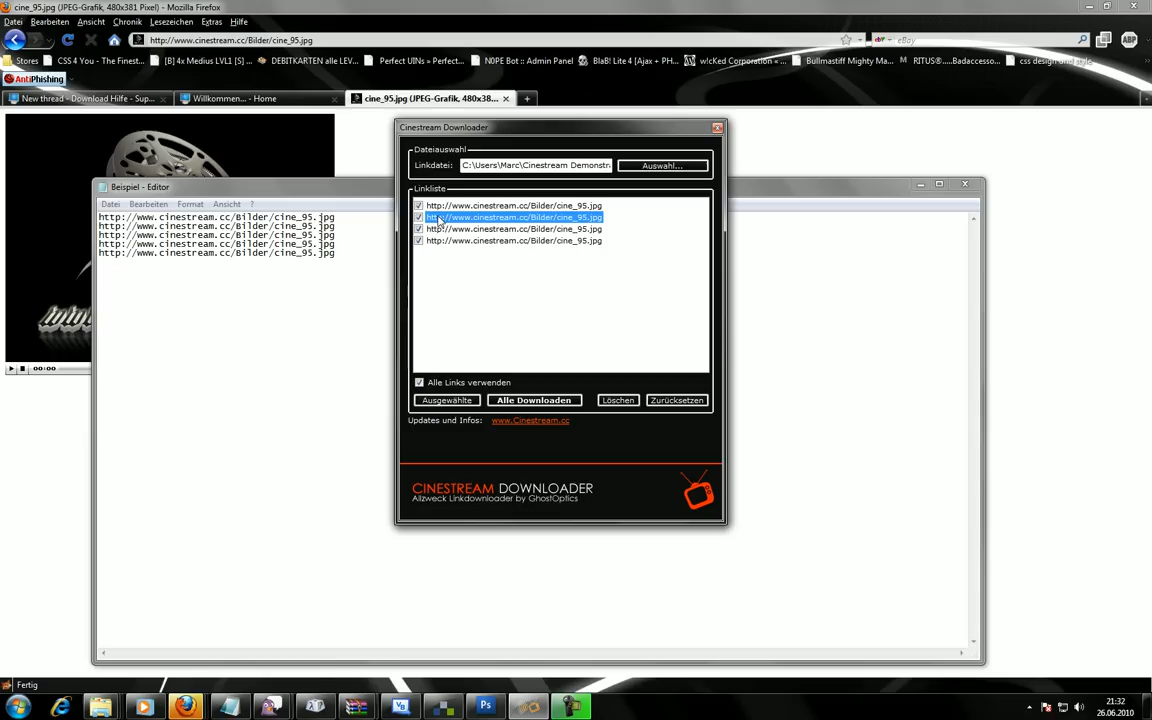 cine_95.jpg (JPEG-Grafik, 480x381 Pixel) - Mozilla Firefox
Datei Bearbeiten Ansicht Chronik Lesezeichen Extras Hilfe
http://www.cinestream.cc/Bilder/cine_95.jpg
eBay
ABP
Stores
CSS 4 You - The Finest...
[B] 4x Medius LVL1 [S] ...
DEBITKARTEN alle LEV...
Perfect UINs » Perfect...
N0PE Bot :: Admin Panel
BlaB! Lite 4 (Ajax + PH...
w!cKed Corporation « ...
Bullmastiff Mighty Ma...
RITUS®.....Badaccesso...
css design und style
AntiPhishing
New thread - Download Hilfe - Sup...
Willkommen... - Home
cine_95.jpg (JPEG-Grafik, 480x38...
Cinestream Downloader
Dateiauswahl
Linkdatei:
C:\Users\Marc\Cinestream Demonstr
Auswahl...
Linkliste
http://www.cinestream.cc/Bilder/cine_95.jpg
http://www.cinestream.cc/Bilder/cine_95.jpg
http://www.cinestream.cc/Bilder/cine_95.jpg
http://www.cinestream.cc/Bilder/cine_95.jpg
Alle Links verwenden
Ausgewählte
Alle Downloaden
Löschen
Zurücksetzen
Updates und Infos: www.Cinestream.cc
CINESTREAM DOWNLOADER
Allzweck Linkdownloader by GhostOptics
Beispiel - Editor
Datei Bearbeiten Format Ansicht ?
http://www.cinestream.cc/Bilder/cine_95.jpg
http://www.cinestream.cc/Bilder/cine_95.jpg
http://www.cinestream.cc/Bilder/cine_95.jpg
http://www.cinestream.cc/Bilder/cine_95.jpg
http://www.cinestream.cc/Bilder/cine_95.jpg
00:00
Fertig
Ps
21:32
26.06.2010